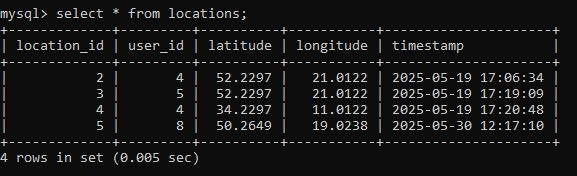 mysql> select * from locations;
+-------------+---------+----------+-----------+---------------------+
| location_id | user_id | latitude | longitude | timestamp           |
+-------------+---------+----------+-----------+---------------------+
|           2 |       4 |  52.2297 |   21.0122 | 2025-05-19 17:06:34 |
|           3 |       5 |  52.2297 |   21.0122 | 2025-05-19 17:19:09 |
|           4 |       4 |  34.2297 |   11.0122 | 2025-05-19 17:20:48 |
|           5 |       8 |  50.2649 |   19.0238 | 2025-05-30 12:17:10 |
+-------------+---------+----------+-----------+---------------------+
4 rows in set (0.005 sec)